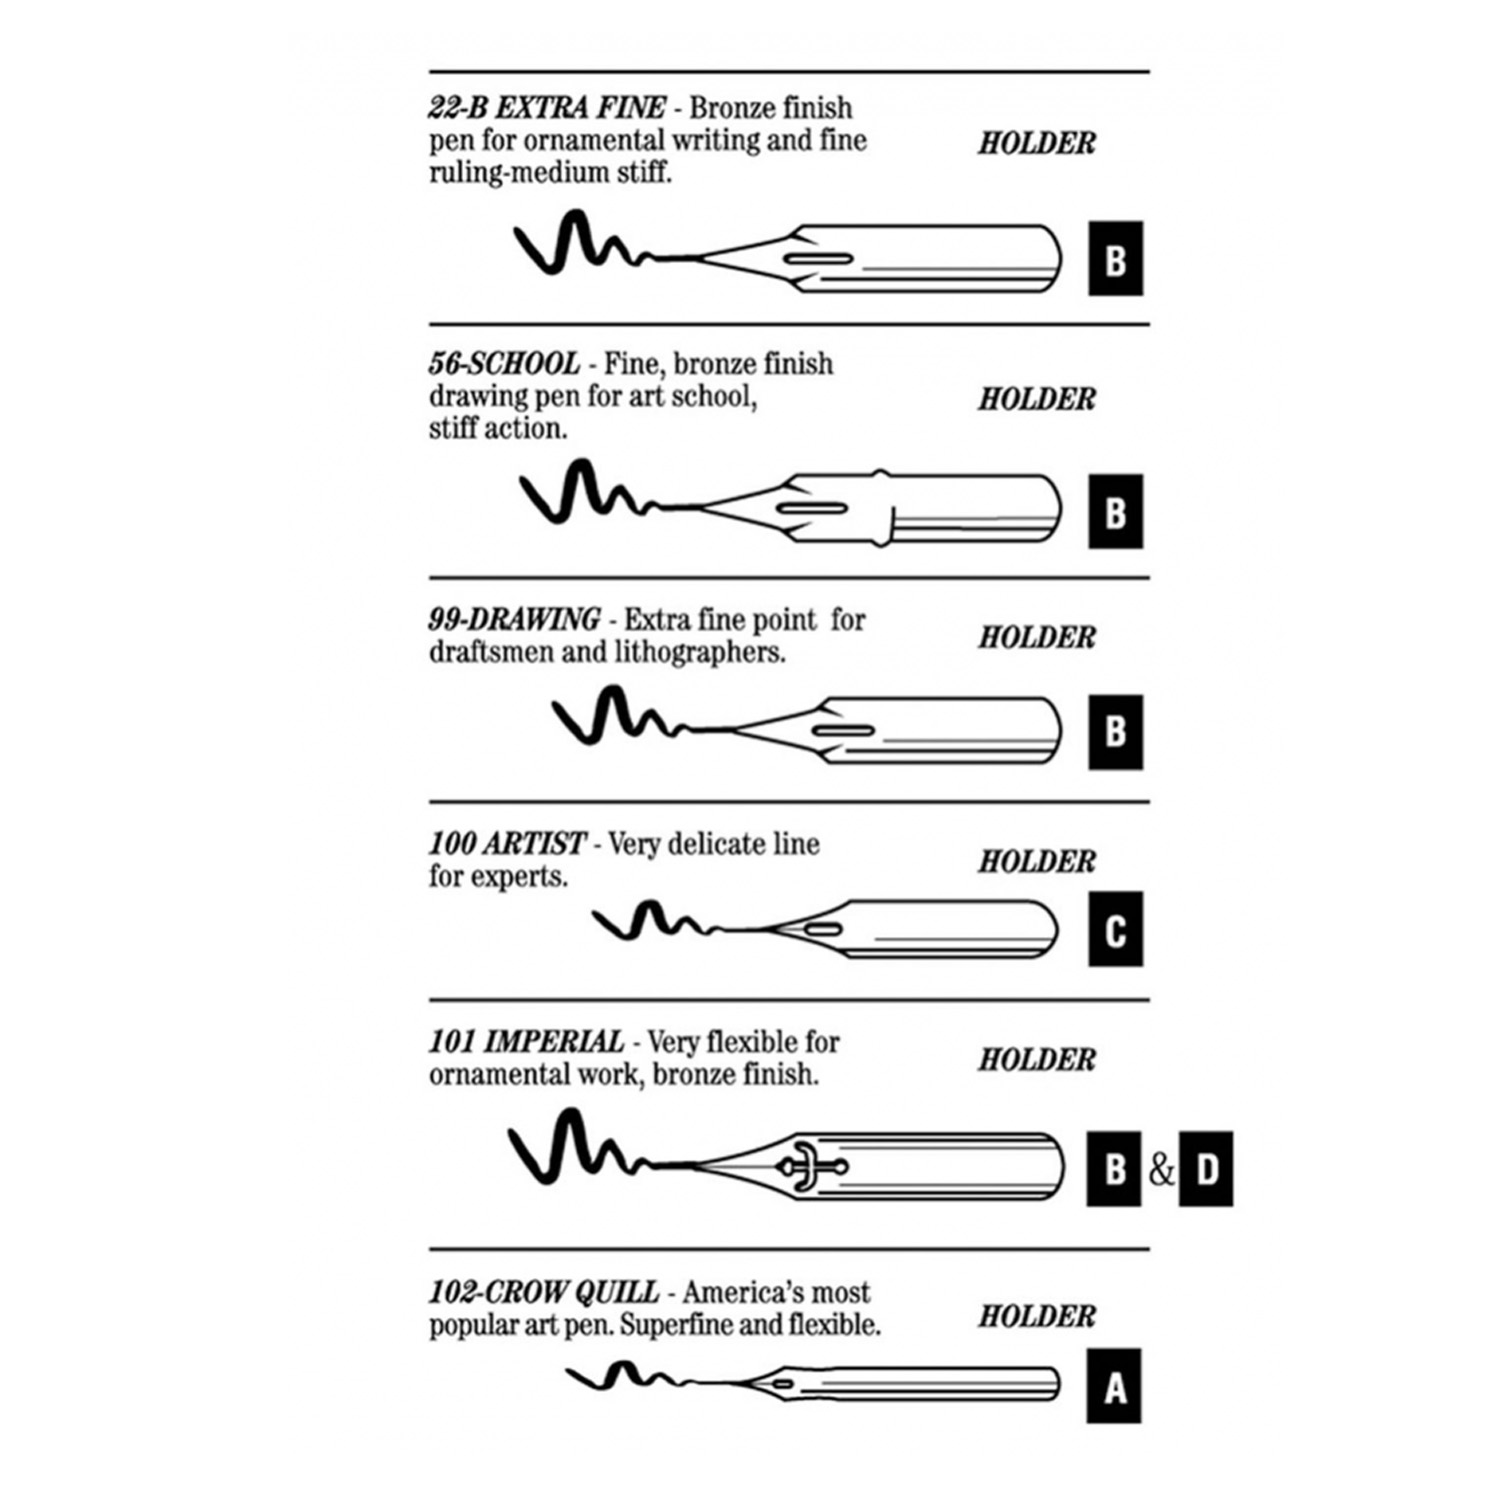 22-B EXTRA FINE - Bronze finish
pen for ornamental writing and fine
ruling-medium stiff.
HOLDER
B
56-SCHOOL - Fine, bronze finish
drawing pen for art school,
stiff action.
HOLDER
B
99-DRAWING - Extra fine point for
draftsmen and lithographers.
HOLDER
B
100 ARTIST - Very delicate line
for experts.
HOLDER
C
101 IMPERIAL - Very flexible for
ornamental work, bronze finish.
HOLDER
B & D
102-CROW QUILL - America's most
popular art pen. Superfine and flexible.
HOLDER
A